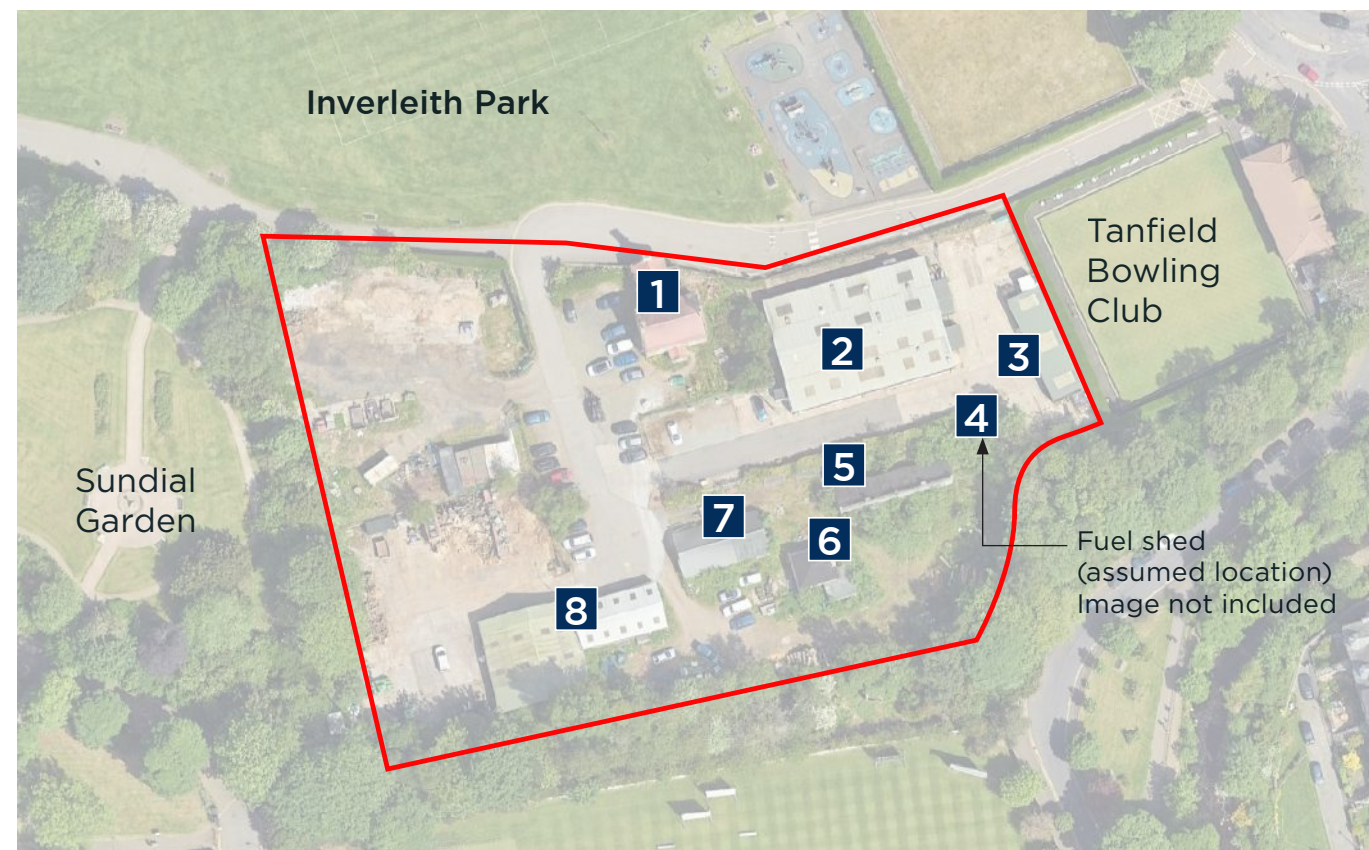 Inverleith Park
Tanfield
Bowling
Club
1
2
3
4
5
Sundial
Garden
7
6
Fuel shed
(assumed location)
Image not included
8